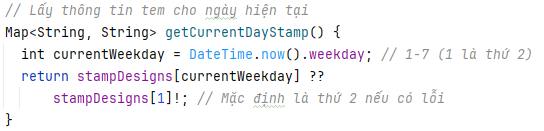 // Lấy thông tin tem cho ngày hiện tại
Map<String, String> getCurrentDayStamp() {
  int currentWeekday = DateTime.now().weekday; // 1-7 (1 là thứ 2)
  return stampDesigns[currentWeekday] ??
      stampDesigns[1]!; // Mặc định là thứ 2 nếu có lỗi
}